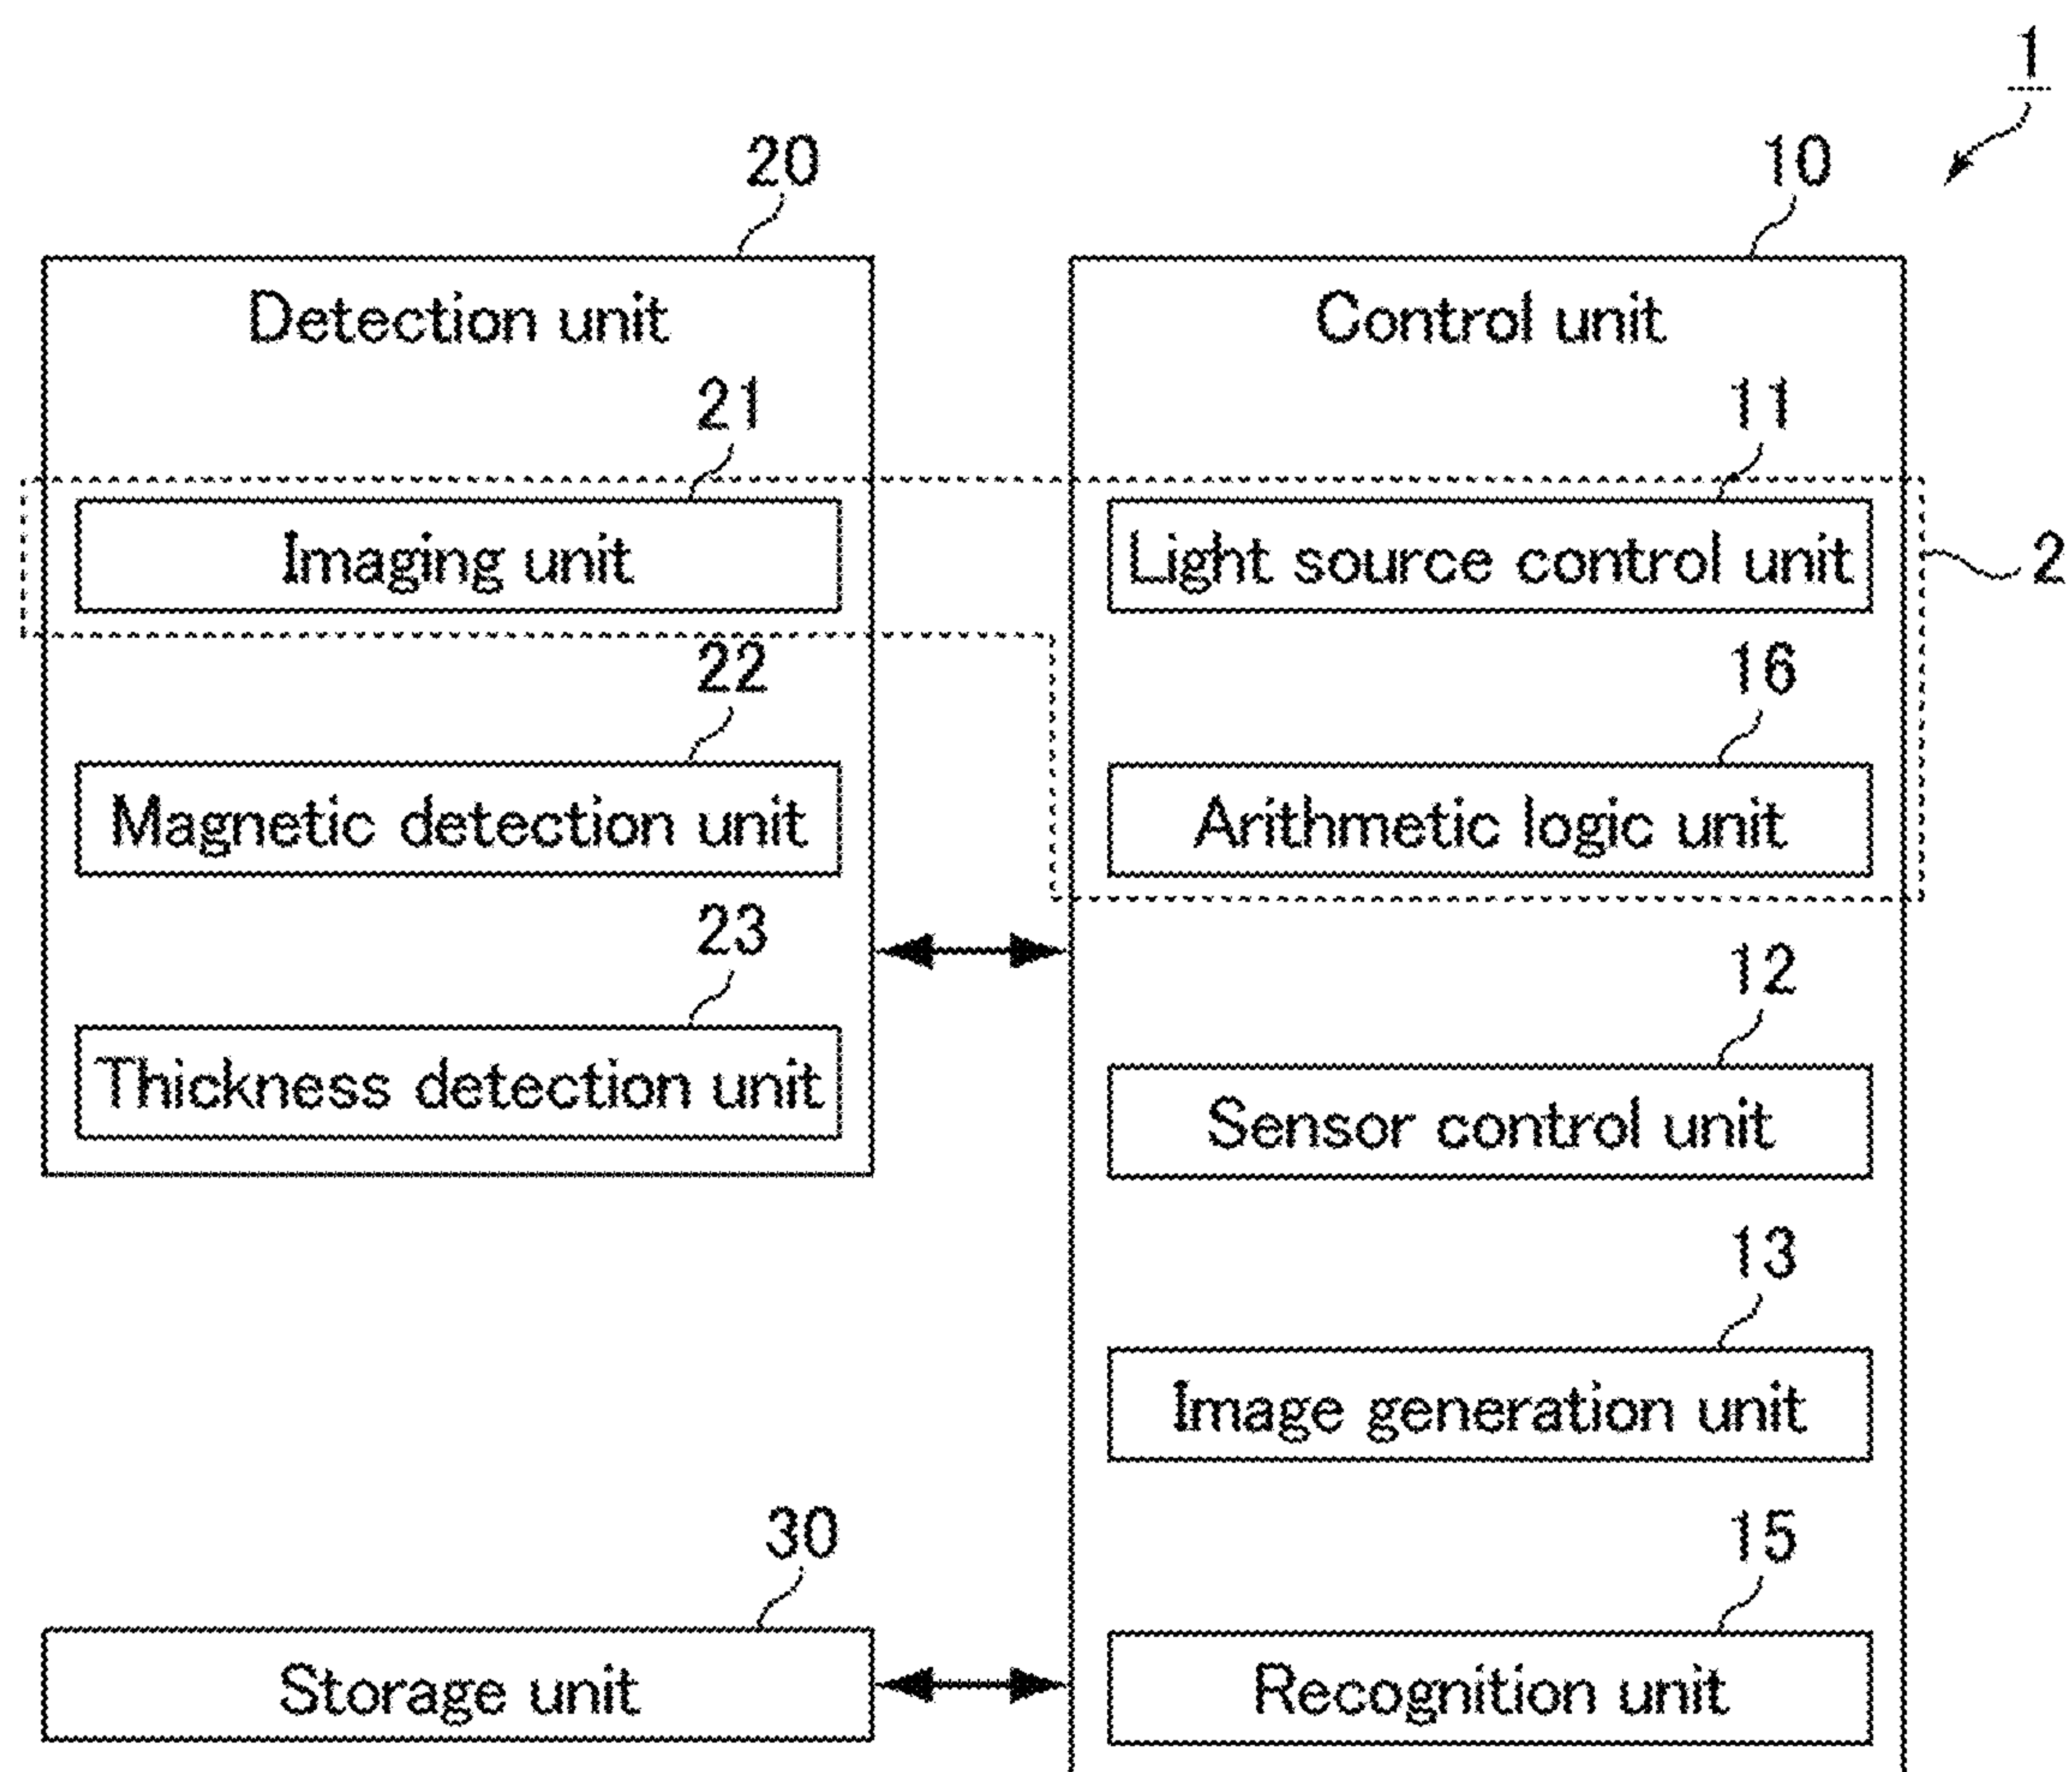 1
20
10
Detection unit
Control unit
21
11
Imaging unit
Light source control unit
2
22
16
Magnetic detection unit
Arithmetic logic unit
23
12
Thickness detection unit
Sensor control unit
13
Image generation unit
30
15
Storage unit
Recognition unit